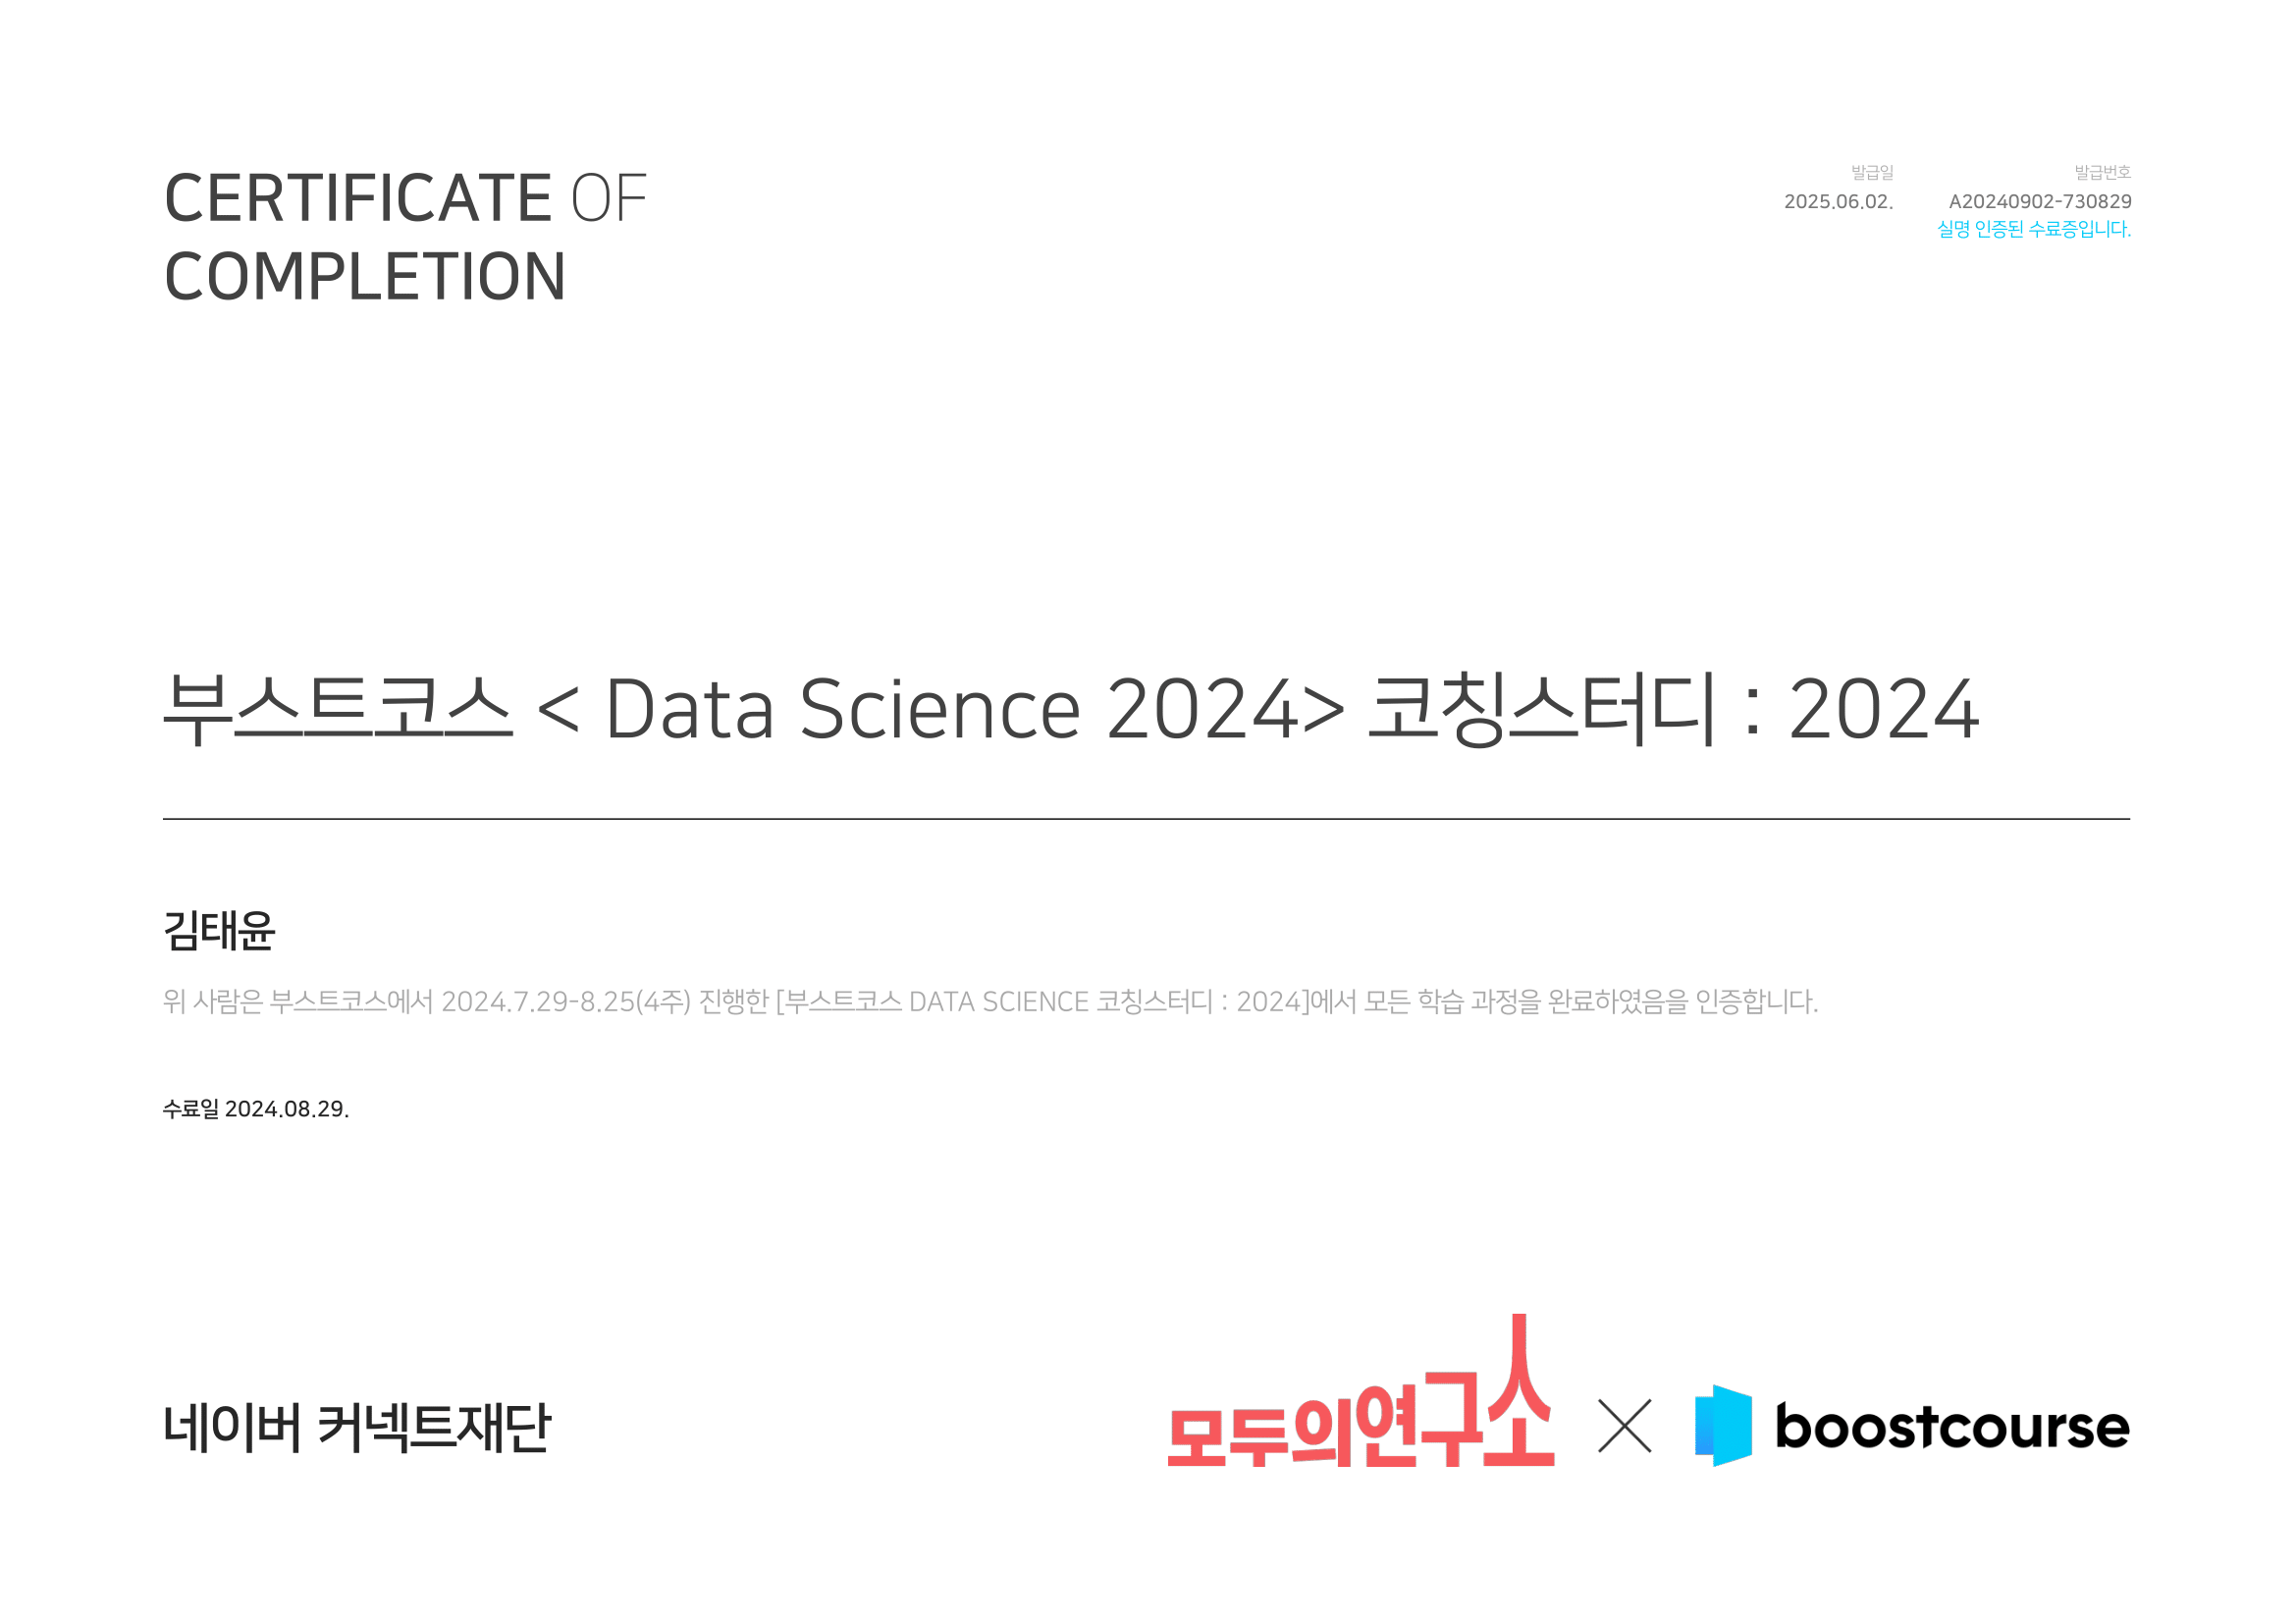 CERTIFICATE OF
COMPLETION
발급일
2025.06.02.
발급번호
A20240902-730829
실명 인증된 수료증입니다.
부스트코스 < Data Science 2024> 코칭스터디 : 2024
김태윤
위 사람은 부스트코스에서 2024.7.29-8.25(4주) 진행한 [부스트코스 DATA SCIENCE 코칭스터디 : 2024]에서 모든 학습 과정을 완료하였음을 인증합니다.
수료일 2024.08.29.
네이버 커넥트재단
모두의연구소
boostcourse